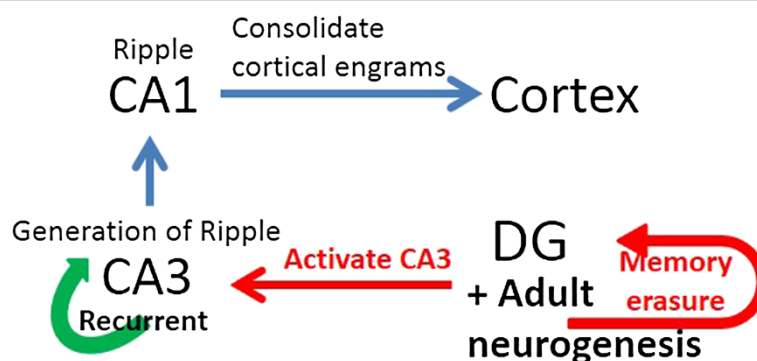 Ripple
CA1
Consolidate
cortical engrams
Cortex
Generation of Ripple
CA3
Recurrent
Activate CA3
DG
+ Adult
neurogenesis
Memory
erasure